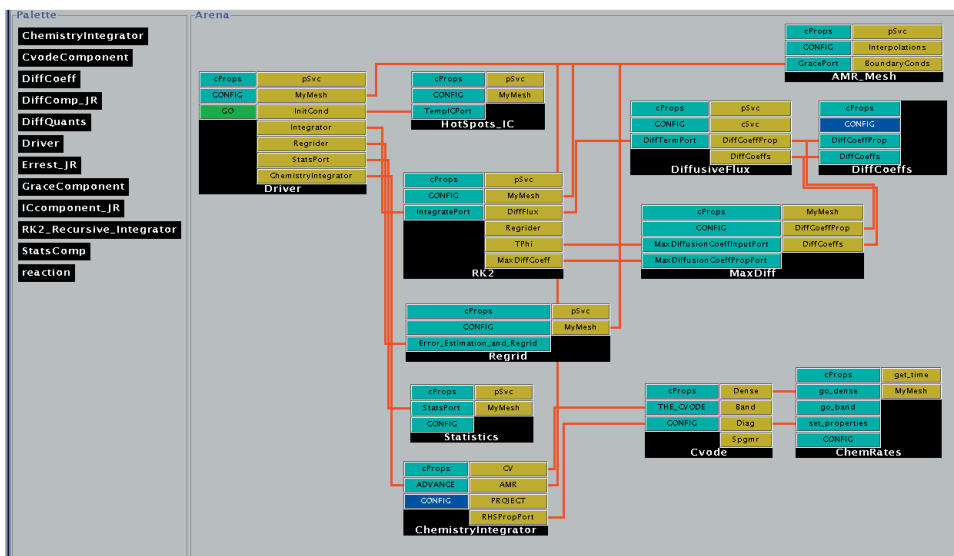 Palette
ChemistryIntegrator
CvodeComponent
DiffCoeff
DiffComp_JR
DiffQuants
Driver
Errest_JR
GraceComponent
ICcomponent_JR
RK2_Recursive_Integrator
StatsComp
reaction
Arena
cProps pSvc
CONFIG MyMesh
GO InitCond
Integrator
Regrider
StatsPort
ChemistryIntegrator
Driver
cProps pSvc
CONFIG MyMesh
TempICPort
HotSpots_IC
cProps pSvc
CONFIG Interpolations
GracePort BoundaryConds
AMR_Mesh
cProps pSvc
CONFIG cSvc
DiffTermPort DiffCoeffProp
DiffCoeffs
DiffusiveFlux
cProps
CONFIG
DiffCoeffProp
DiffCoeffs
DiffCoeffs
cProps pSvc
CONFIG MyMesh
IntegratePort DiffFlux
Regrider
TPhi
MaxDiffCoeff
RK2
cProps MyMesh
CONFIG DiffCoeffProp
MaxDiffusionCoeffInputPort DiffCoeffs
MaxDiffusionCoeffPropPort
MaxDiff
cProps pSvc
CONFIG MyMesh
Error_Estimation_and_Regrid
Regrid
cProps pSvc
StatsPort MyMesh
CONFIG
Statistics
cProps Dense
THE_CVODE Band
CONFIG Diag
Spgmr
Cvode
cProps get_time
go_dense MyMesh
go_band
set_properties
CONFIG
ChemRates
cProps CV
ADVANCE AMR
CONFIG PROJECT
RHSPropPort
ChemistryIntegrator